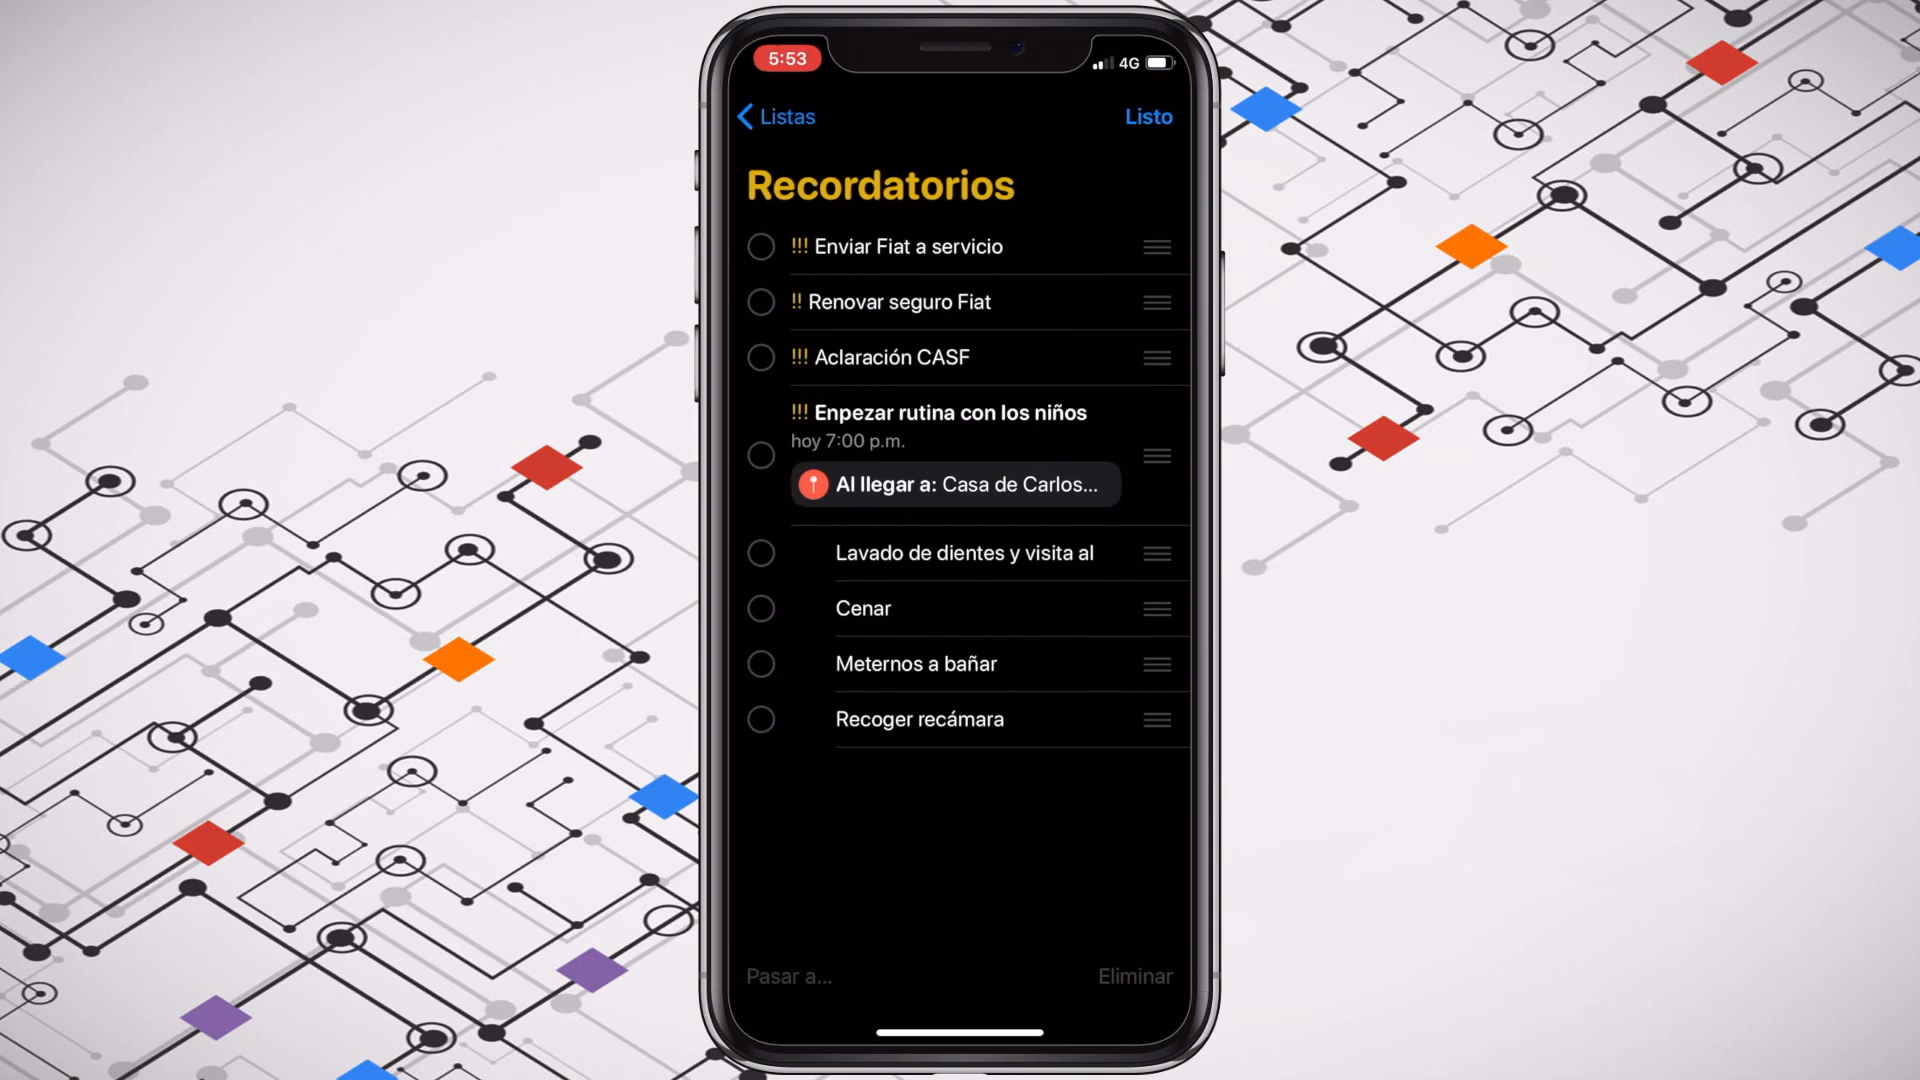 5:53
4G
Listas
Listo
Recordatorios
!!! Enviar Fiat a servicio
!! Renovar seguro Fiat
!!! Aclaración CASF
!!! Enpezar rutina con los niños
hoy 7:00 p.m.
Al llegar a: Casa de Carlos...
Lavado de dientes y visita al
Cenar
Meternos a bañar
Recoger recámara
Pasar a...
Eliminar